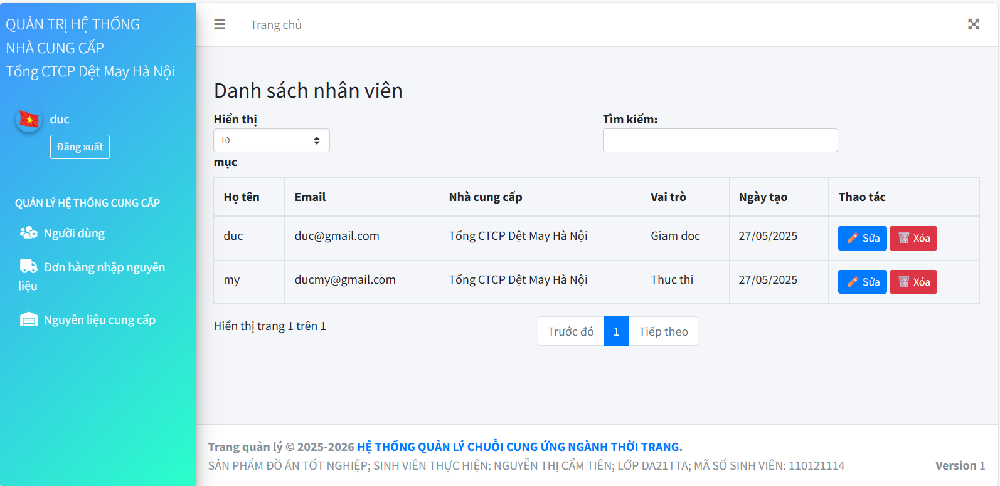 QUẢN TRỊ HỆ THỐNG
NHÀ CUNG CẤP
Tổng CTCP Dệt May Hà Nội
duc
Đăng xuất
QUẢN LÝ HỆ THỐNG CUNG CẤP
Người dùng
Đơn hàng nhập nguyên
liệu
Nguyên liệu cung cấp
Trang chủ
Danh sách nhân viên
Hiển thị
10
mục
Tìm kiếm:
Họ tên Email Nhà cung cấp Vai trò Ngày tạo Thao tác
duc duc@gmail.com Tổng CTCP Dệt May Hà Nội Giam doc 27/05/2025 Sửa Xóa
my ducmy@gmail.com Tổng CTCP Dệt May Hà Nội Thuc thi 27/05/2025 Sửa Xóa
Hiển thị trang 1 trên 1
Trước đó 1 Tiếp theo
Trang quản lý © 2025-2026 HỆ THỐNG QUẢN LÝ CHUỖI CUNG ỨNG NGÀNH THỜI TRANG.
SẢN PHẨM ĐỒ ÁN TỐT NGHIỆP; SINH VIÊN THỰC HIỆN: NGUYỄN THỊ CẨM TIÊN; LỚP DA21TTA; MÃ SỐ SINH VIÊN: 110121114
Version 1